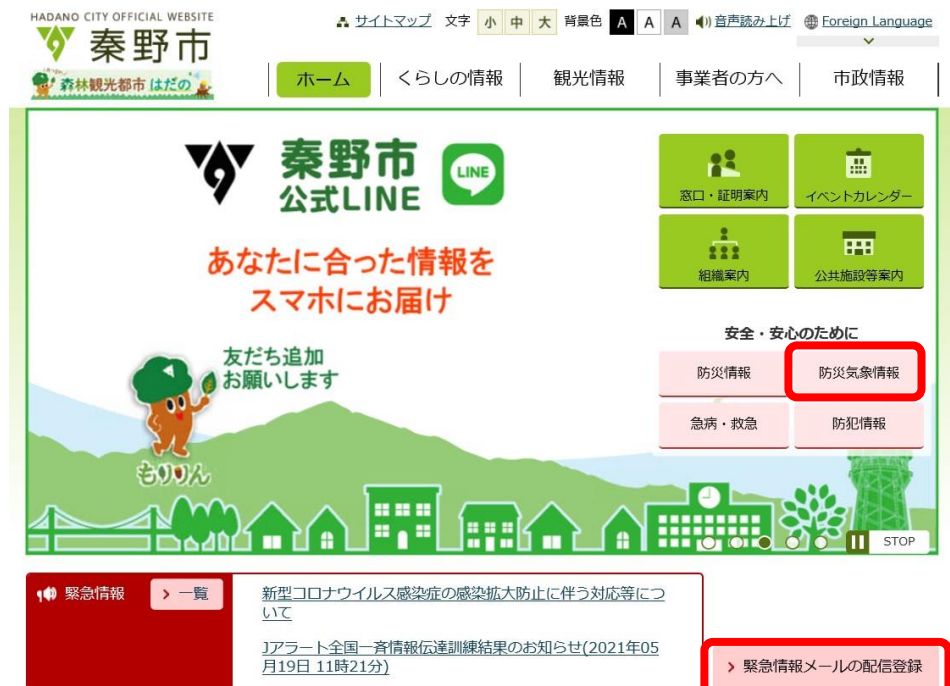 HADANO CITY OFFICIAL WEBSITE
秦野市
森林観光都市 はだの
サイトマップ 文字 小 中 大 背景色 A A A 音声読み上げ Foreign Language
ホーム くらしの情報 観光情報 事業者の方へ 市政情報
秦野市
公式LINE
LINE
あなたに合った情報を
スマホにお届け
友だち追加
お願いします
もりりん
窓口・証明案内 イベントカレンダー
組織案内 公共施設等案内
安全・安心のために
防災情報 防災気象情報
急病・救急 防犯情報
STOP
緊急情報 一覧
新型コロナウイルス感染症の感染拡大防止に伴う対応等につ
いて
Jアラート全国一斉情報伝達訓練結果のお知らせ(2021年05
月19日 11時21分)
緊急情報メールの配信登録